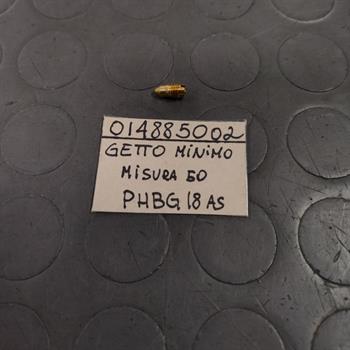 014885002
GETTO MINIMO
MISURA 50
PHBG 18 AS